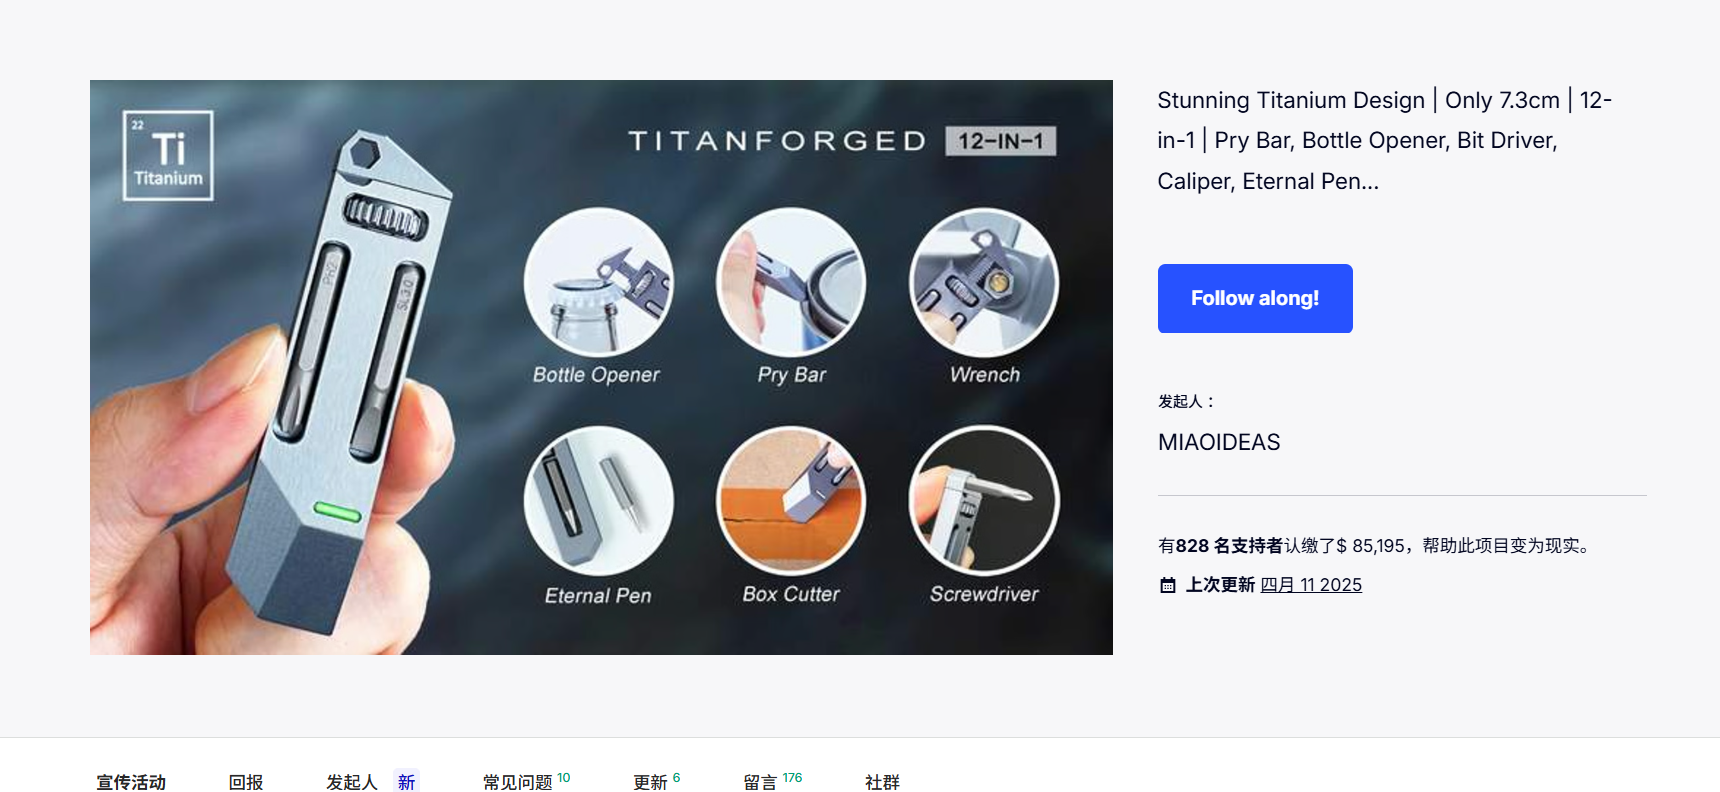 22
Ti
Titanium
TITANFORGED 12-IN-1
PH2
SL3.0
Bottle Opener
Pry Bar
Wrench
Eternal Pen
Box Cutter
Screwdriver
Stunning Titanium Design | Only 7.3cm | 12-
in-1 | Pry Bar, Bottle Opener, Bit Driver,
Caliper, Eternal Pen...
Follow along!
发起人：
MIAOIDEAS
有828 名支持者认缴了$ 85,195，帮助此项目变为现实。
上次更新 四月 11 2025
宣传活动 回报 发起人 新 常见问题 10 更新 6 留言 176 社群